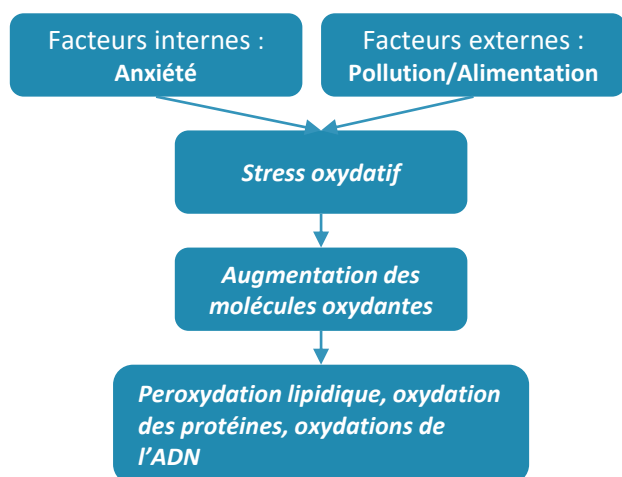 Facteurs internes :
Anxiété
Facteurs externes :
Pollution/Alimentation
Stress oxydatif
Augmentation des
molécules oxydantes
Peroxydation lipidique, oxydation
des protéines, oxydations de
l’ADN